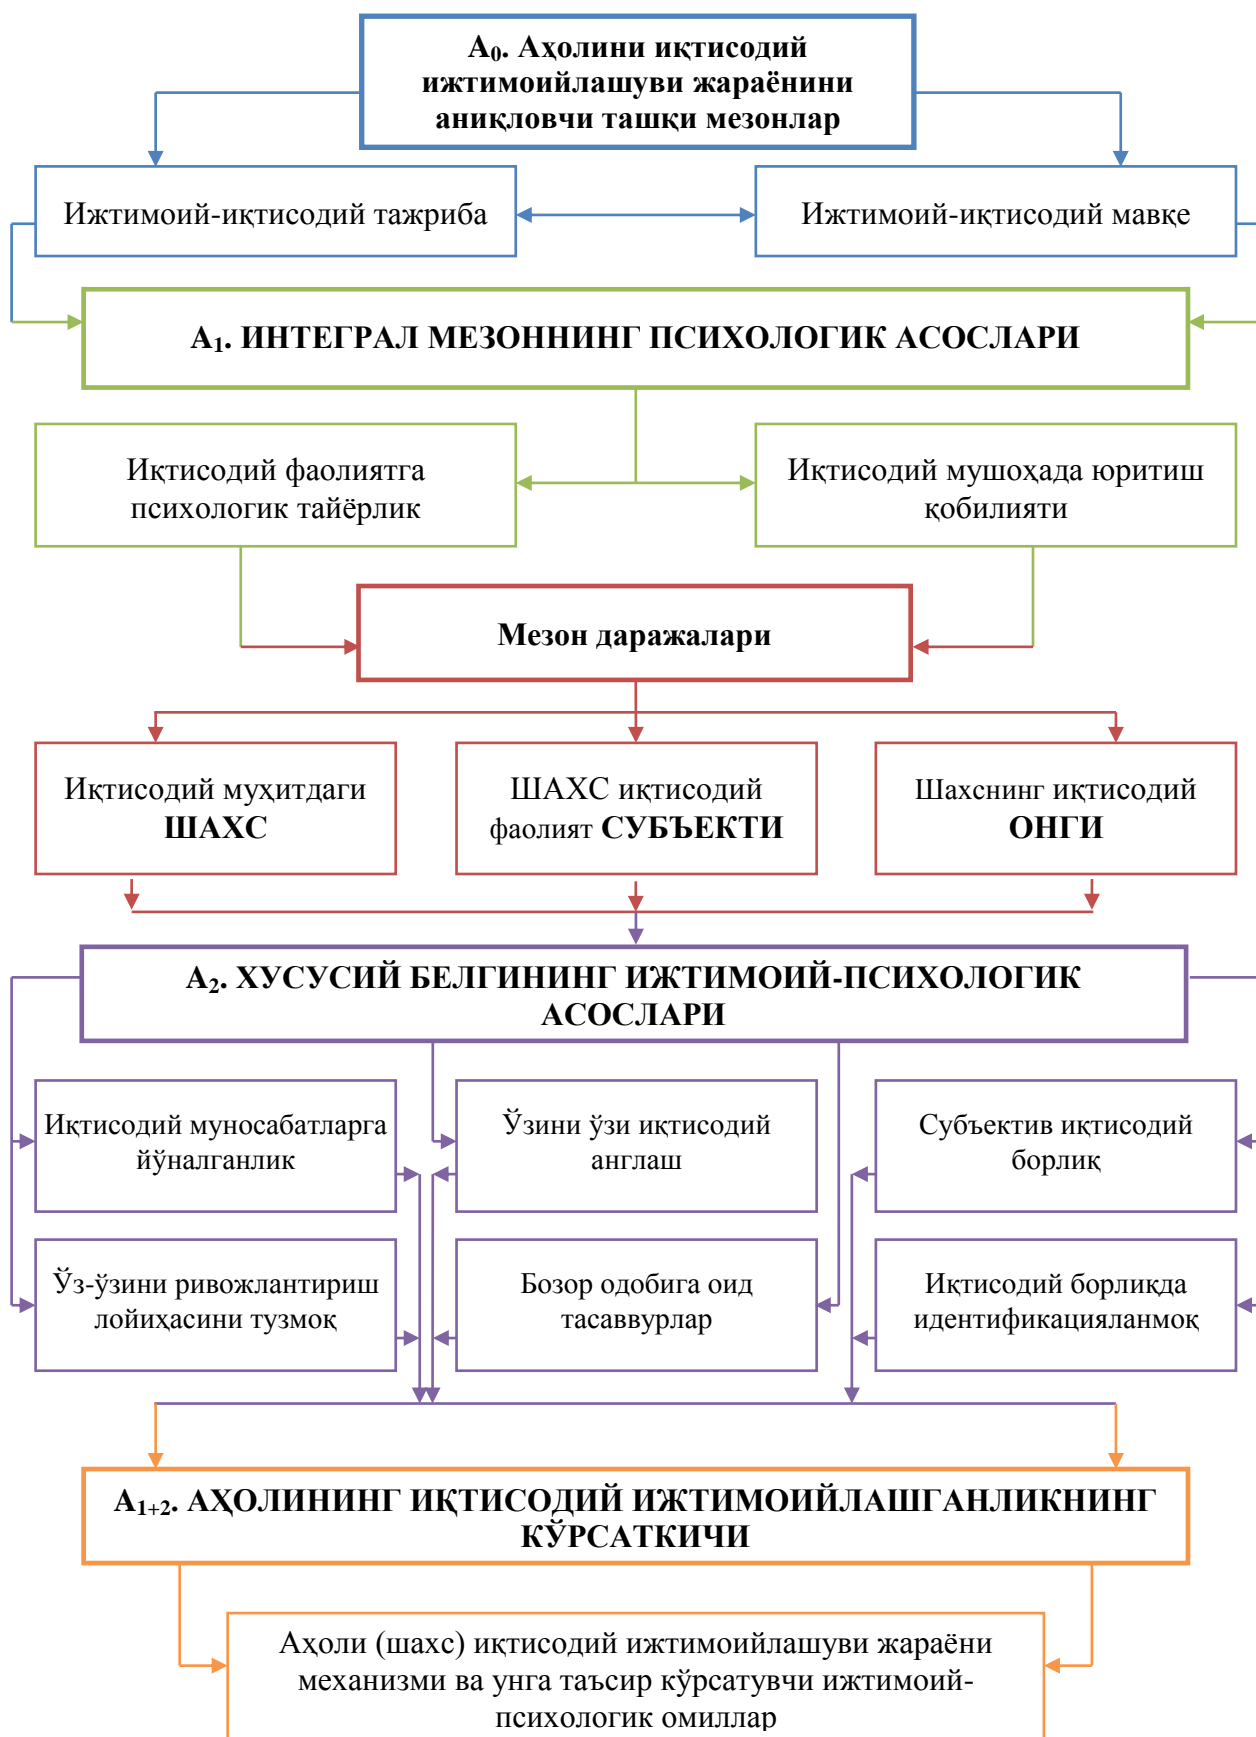 А₀. Аҳолини иқтисодий
ижтимоийлашуви жараёнини
аниқловчи ташқи мезонлар
Ижтимоий-иқтисодий тажриба
Ижтимоий-иқтисодий мавқе
А₁. ИНТЕГРАЛ МЕЗОННИНГ ПСИХОЛОГИК АСОСЛАРИ
Иқтисодий фаолиятга
психологик тайёрлик
Иқтисодий мушоҳада юритиш
қобилияти
Мезон даражалари
Иқтисодий муҳитдаги
ШАХС
ШАХС иқтисодий
фаолият СУБЪЕКТИ
Шахснинг иқтисодий
ОНГИ
А₂. ХУСУСИЙ БЕЛГИНИНГ ИЖТИМОИЙ-ПСИХОЛОГИК
АСОСЛАРИ
Иқтисодий муносабатларга
йўналганлик
Ўзини ўзи иқтисодий
англаш
Субъектив иқтисодий
борлиқ
Ўз-ўзини ривожлантириш
лойиҳасини тузмоқ
Бозор одобига оид
тасаввурлар
Иқтисодий борлиқда
идентификацияланмоқ
А₁₊₂. АҲОЛИНИНГ ИҚТИСОДИЙ ИЖТИМОИЙЛАШГАНЛИКНИНГ
КЎРСАТКИЧИ
Аҳоли (шахс) иқтисодий ижтимоийлашуви жараёни
механизми ва унга таъсир кўрсатувчи ижтимоий-
психологик омиллар